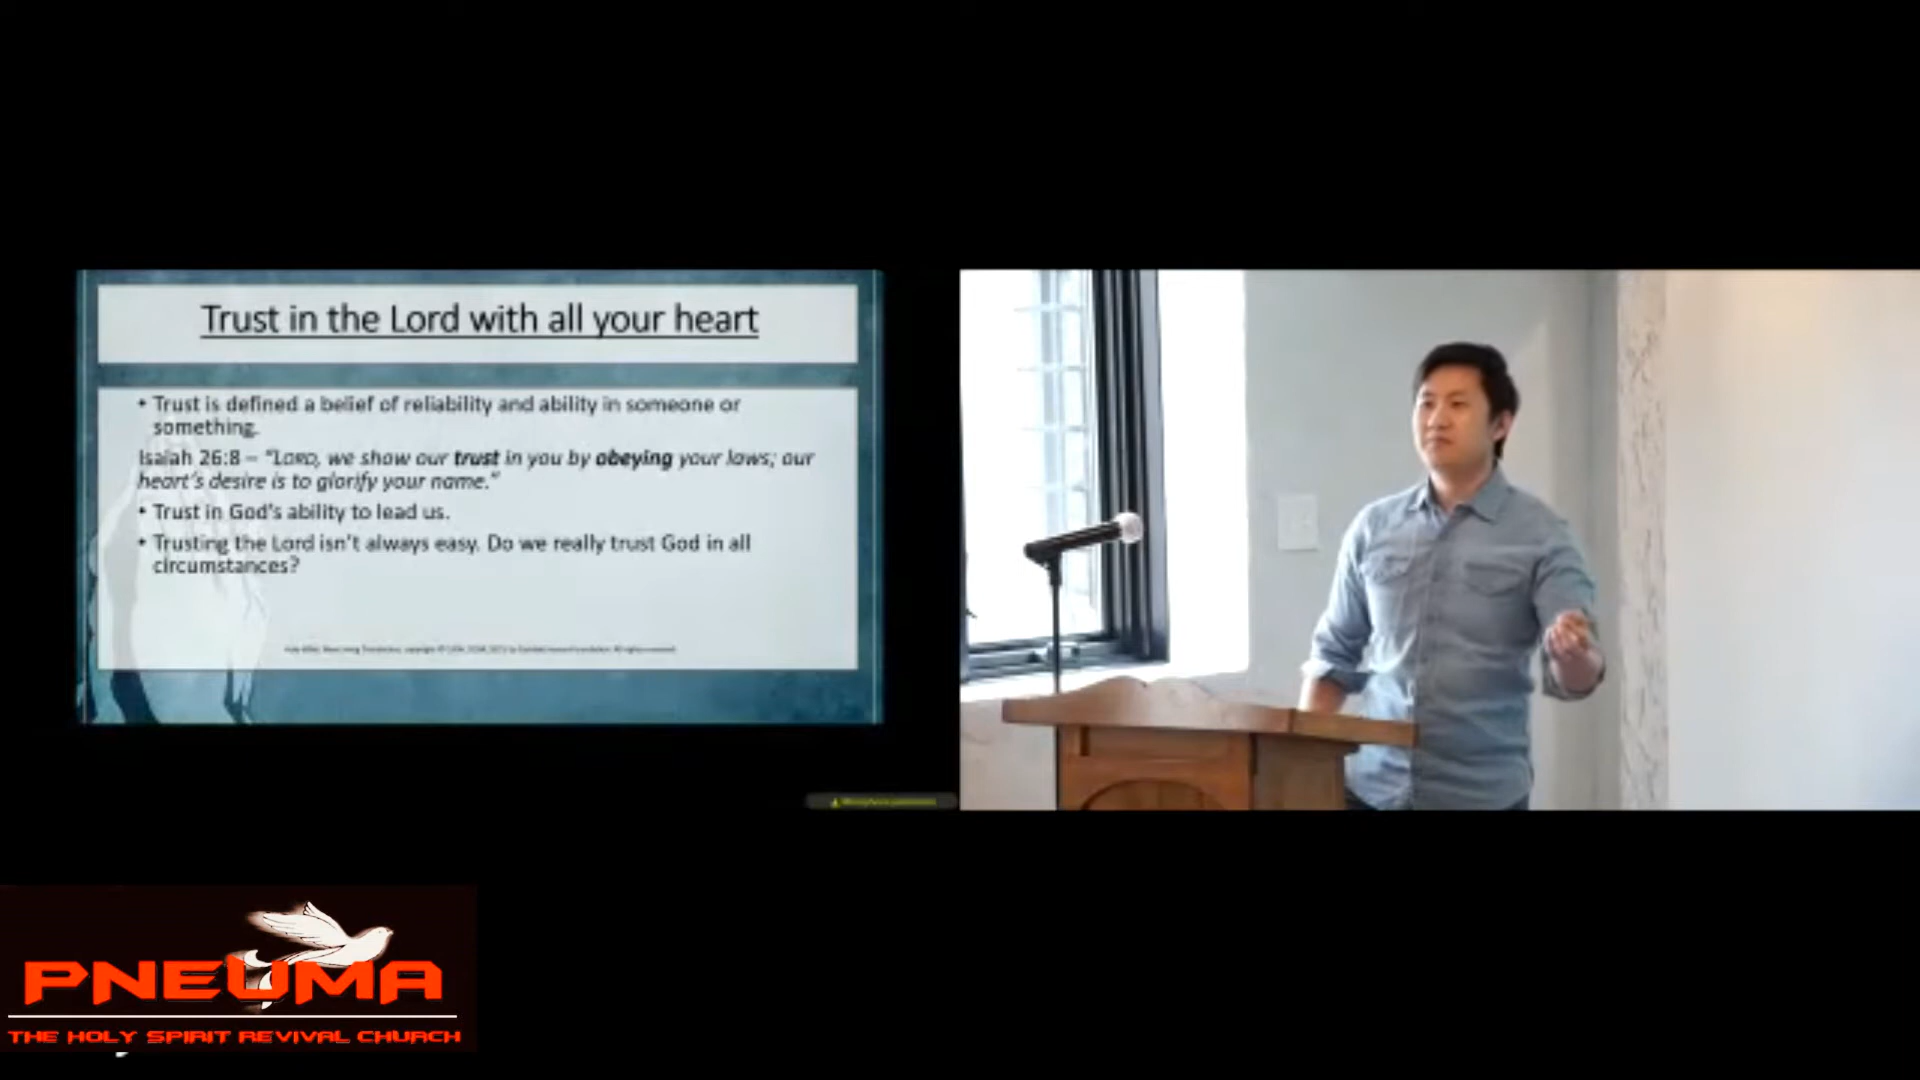 Trust in the Lord with all your heart
• Trust is defined a belief of reliability and ability in someone or
something.
Isaiah 26:8 – “LORD, we show our trust in you by obeying your laws; our
heart’s desire is to glorify your name.”
• Trust in God’s ability to lead us.
• Trusting the Lord isn’t always easy. Do we really trust God in all
circumstances?
PNEUMA
THE HOLY SPIRIT REVIVAL CHURCH